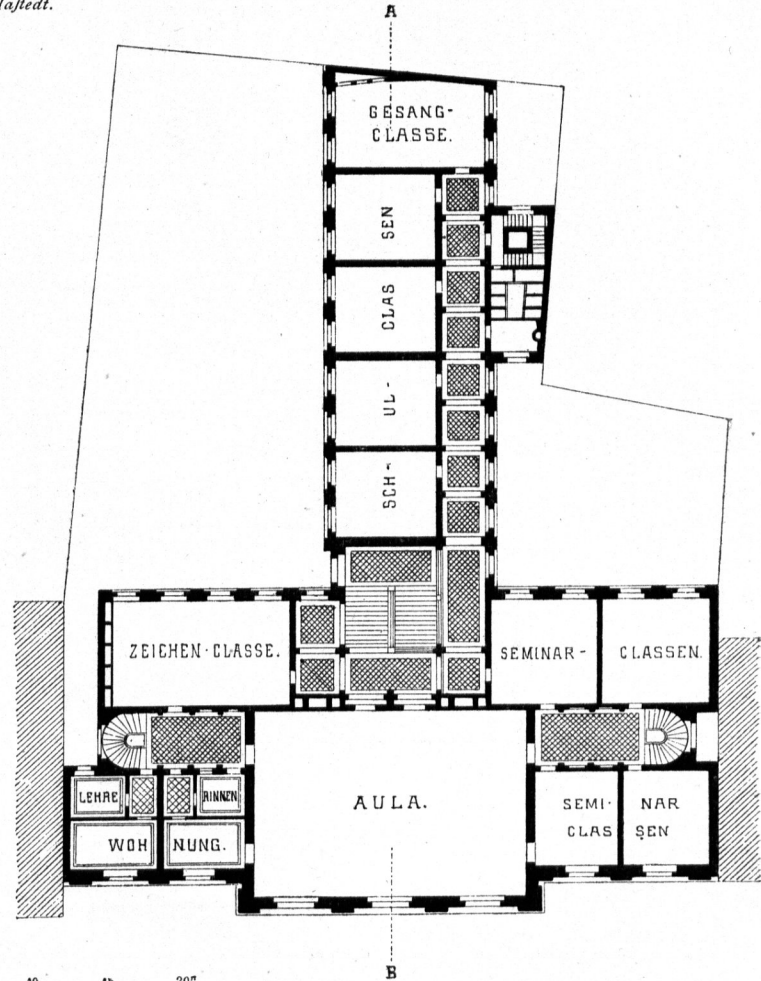 A
GESANG-
CLASSE.
SEN
CLAS
UL-
SCH-
ZEICHEN·CLASSE.
SEMINAR-
CLASSEN.
LEHRE
RINNEN
WOH
NUNG.
AULA.
SEMI-
CLAS
NAR
SEN
B